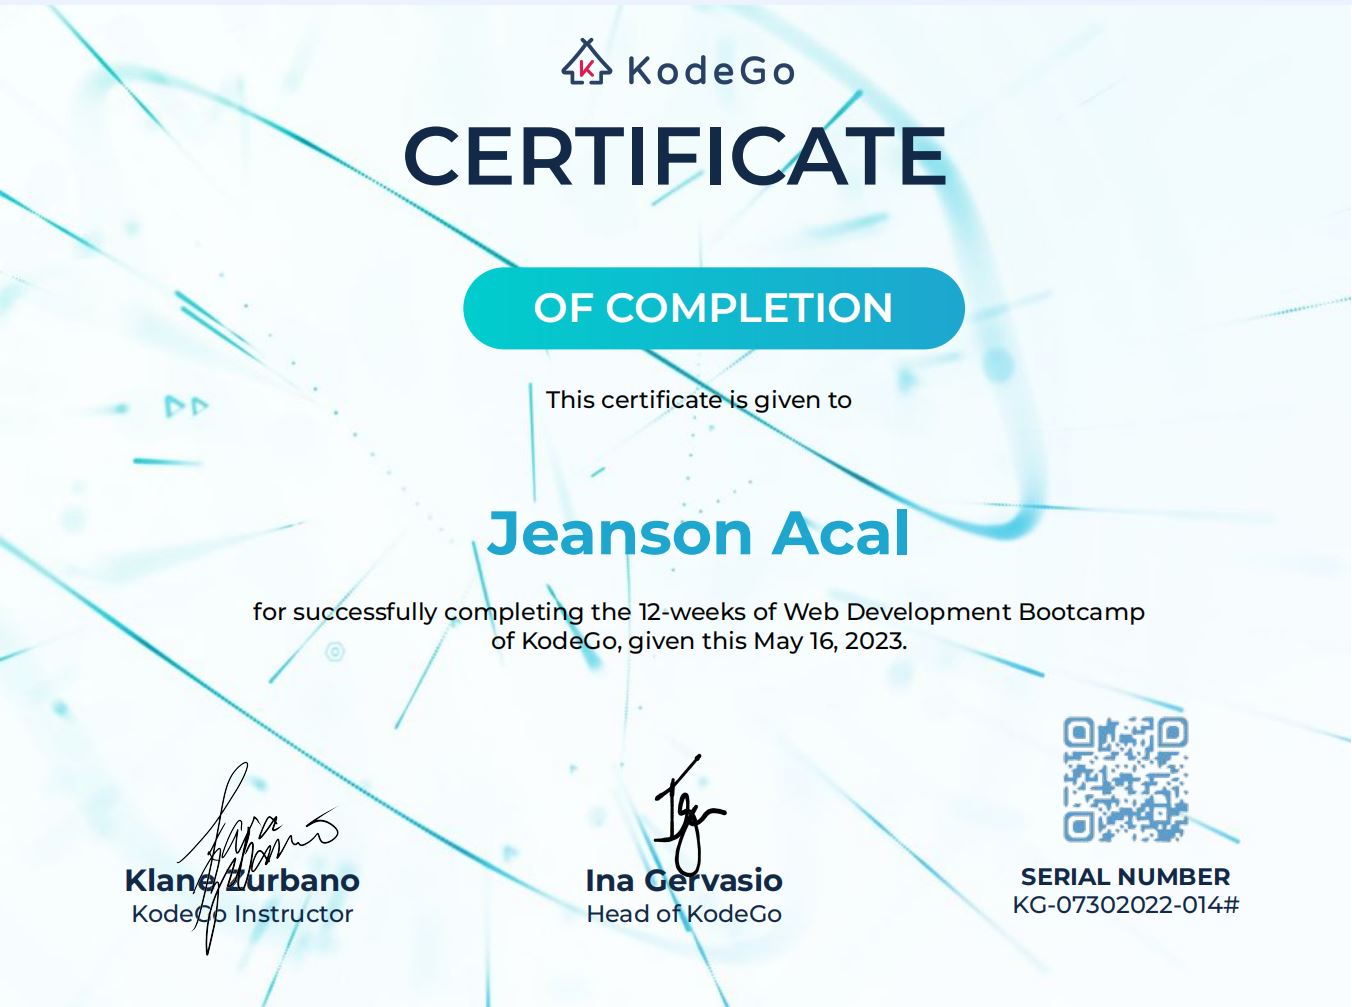 KodeGo
CERTIFICATE
OF COMPLETION
This certificate is given to
Jeanson Acal
for successfully completing the 12-weeks of Web Development Bootcamp
of KodeGo, given this May 16, 2023.
Klane Zurbano
KodeGo Instructor
Ina Gervasio
Head of KodeGo
SERIAL NUMBER
KG-07302022-014#